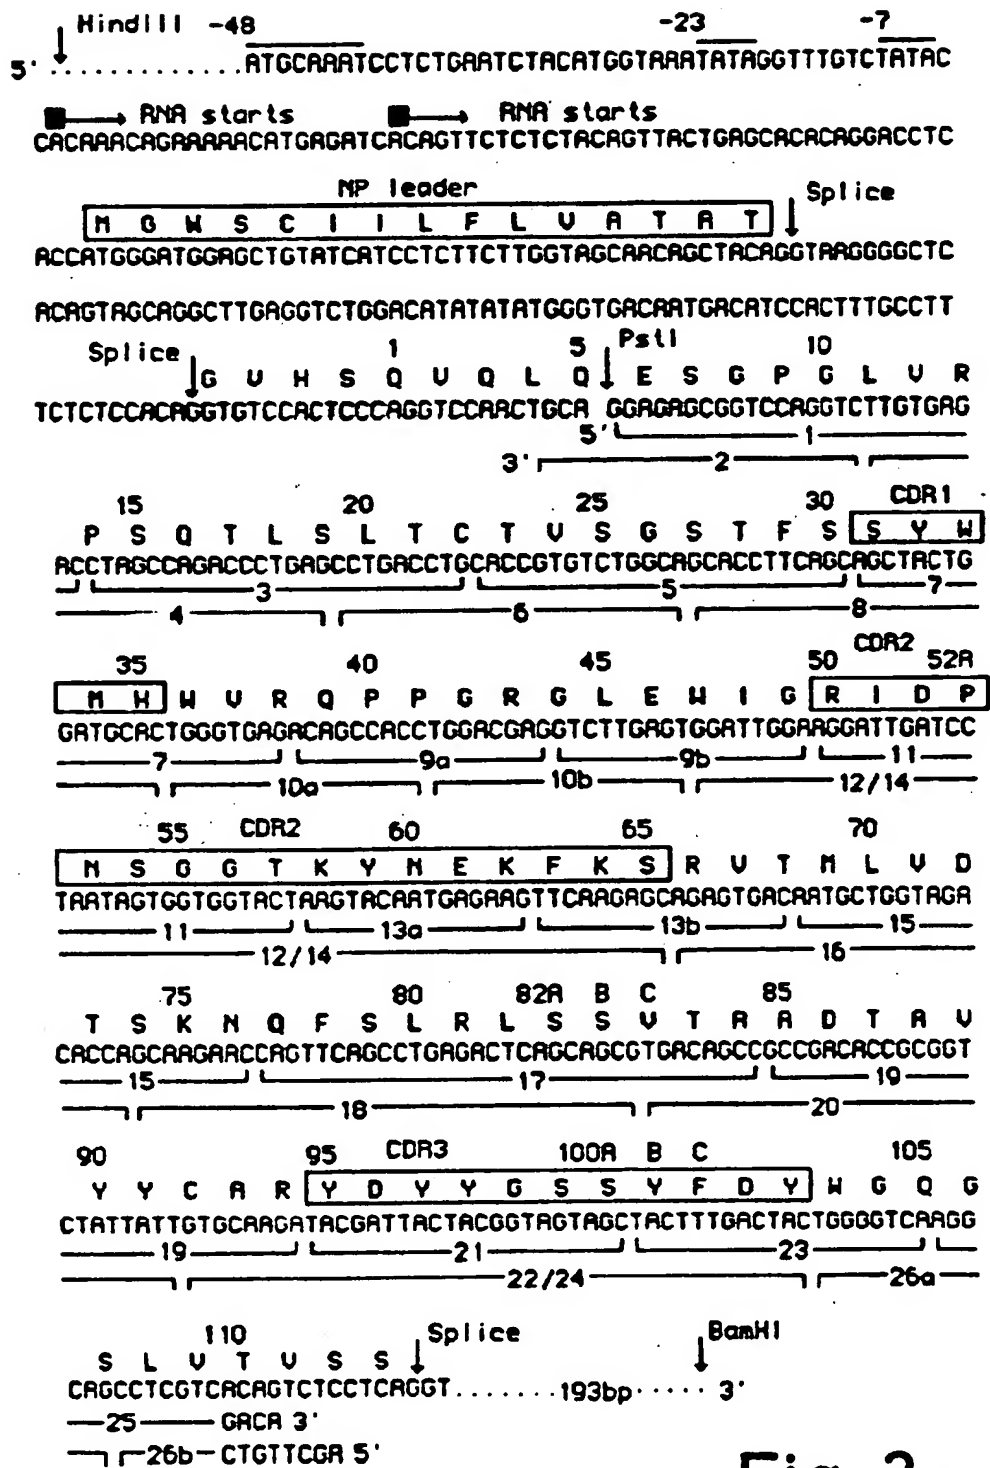 HindIII -48 -23 -7
5' .............ATGCAAATCCTCTGAATCTACATGGTAAATATAGGTTTGTCTATAC
RNA starts RNA starts
CACAAACAGAAAAACATGAGATCACAGTTCTCTCTACAGTTACTGAGCACACAGGACCTC
NP leader Splice
M G W S C I I L F L V A T A T
ACCATGGGATGGAGCTGTATCATCCTCTTCTTGGTAGCAACAGCTACAGGTAAGGGGCTC
ACAGTAGCAGGCTTGAGGTCTGGACATATATATGGGTGACAATGACATCCACTTTGCCTT
Splice 1 5 PstI 10
G V H S Q V Q L Q E S G P G L V R
TCTCTCCACAGGTGTCCACTCCCAGGTCCAACTGCA GGAGAGCGGTCCAGGTCTTGTGAG
5' 1
3' 2
15 20 25 30 CDR1
P S Q T L S L T C T V S G S T F S S Y W
ACCTAGCCAGACCCTGAGCCTGACCTGCACCGTGTCTGGCAGCACCTTCAGCAGCTACTG
3 5 7
4 6 8
35 40 45 50 CDR2 52A
M H W V R Q P P G R G L E W I G R I D P
GATGCACTGGGTGAGACAGCCACCTGGACGAGGTCTTGAGTGGATTGGAAGGATTGATCC
7 9a 9b 11
10a 10b 12/14
55 CDR2 60 65 70
N S G G T K Y N E K F K S R V T M L V D
TAATAGTGGTGGTACTAAGTACAATGAGAAGTTCAAGAGCAGAGTGACAATGCTGGTAGA
11 13a 13b 15
12/14 16
75 80 82A B C 85
T S K N Q F S L R L S S V T A A D T A V
CACCAGCAAGAACCAGTTCAGCCTGAGACTCAGCAGCGTGACAGCCGCCGACACCGCGGT
15 17 19
18 20
90 95 CDR3 100A B C 105
Y Y C A R Y D Y Y G S S Y F D Y W G Q G
CTATTATTGTGCAAGATACGATTACTACGGTAGTAGCTACTTTGACTACTGGGGTCAAGG
19 21 23
22/24 26a
110 Splice BamHI
S L V T V S S
CAGCCTCGTCACAGTCTCCTCAGGT.......193bp..... 3'
25 GACA 3'
26b CTGTTCGA 5'